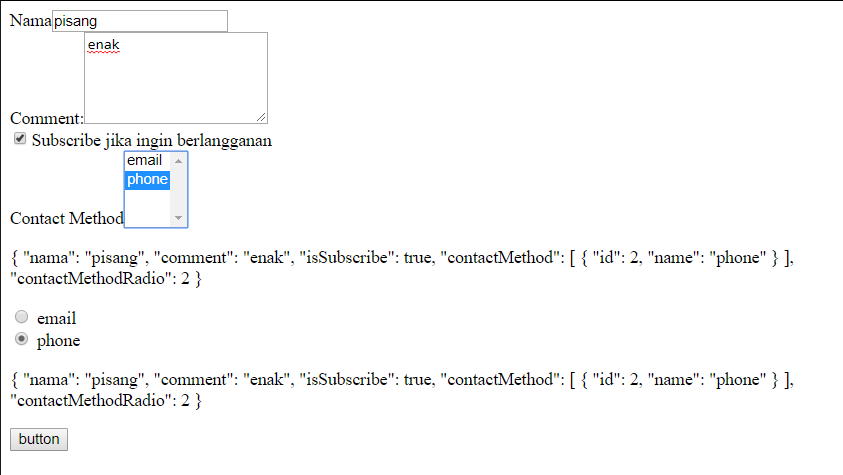 Nama pisang
enak
Comment:
Subscribe jika ingin berlangganan
email
phone
Contact Method
{ "nama": "pisang", "comment": "enak", "isSubscribe": true, "contactMethod": [ { "id": 2, "name": "phone" } ],
"contactMethodRadio": 2 }
email
phone
{ "nama": "pisang", "comment": "enak", "isSubscribe": true, "contactMethod": [ { "id": 2, "name": "phone" } ],
"contactMethodRadio": 2 }
button